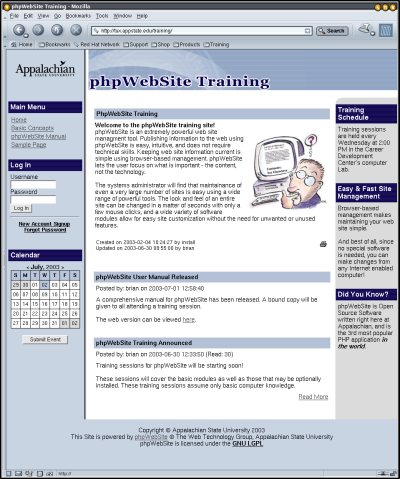 phpWebSite Training - Mozilla
File Edit View Go Bookmarks Tools Window Help
http://tux.appstate.edu/training/
Search
Home Bookmarks Red Hat Network Support Shop Products Training
Appalachian
STATE UNIVERSITY
phpWebSite Training
Main Menu
Home
Basic Concepts
phpWebSite Manual
Sample Page
Log In
Username
Password
Log In
New Account Signup
Forgot Password
Calendar
< July, 2003 >
S M T W T F S
29 30 01 02 03 04 05
06 07 08 09 10 11 12
13 14 15 16 17 18 19
20 21 22 23 24 25 26
27 28 29 30 31 01 02
Submit Event
PhpWebSite Training
Welcome to the phpWebSite training site!
phpWebSite is an extremely powerful web site
managment tool. Publishing information to the web using
phpWebSite is easy, intuitive, and does not require
technical skills. Keeping web site information current is
simple using browser-based management. phpWebSite
lets the user focus on what is important - the content,
not the technology.
The systems administrator will find that maintainance of
even a very large number of sites is easy using a wide
range of powerful tools. The look and feel of an entire
site can be changed in a matter of seconds with only a
few mouse clicks, and a wide variety of software
modules allow for easy site customization without the need for unwanted or unused
features.
Created on 2003-02-04 18:24:27 by install
Updated on 2003-06-30 08:55:08 by brian
phpWebSite User Manual Released
Posted by: brian on 2003-07-01 12:58:40
A comprehensive manual for phpWebSite has been released. A bound copy will be
given to all attending a training session.
The web version can be viewed here.
phpWebSite Training Announced
Posted by: brian on 2003-06-30 12:33:50 (Read: 30)
Training sessions for phpWebSite will be starting soon!
These sessions will cover the basic modules as well as those that may be optionally
installed. These training sessions assume only basic computer knowledge.
Read More
Training
Schedule
Training sessions
are held every
Wednesday at 2:00
PM in the Career
Development
Center's computer
Lab.
Easy & Fast Site
Management
Browser-based
management makes
maintaining your web
site simple.
And best of all, since
no special software
is needed, you can
make changes from
any Internet enabled
computer!
Did You Know?
phpWebSite is Open
Source Software
written right here at
Appalachian, and is
the 3rd most popular
PHP application in
the world.
Copyright © Appalachian State University 2003
This Site is powered by phpWebSite © The Web Technology Group, Appalachian State University
phpWebSite is licensed under the GNU LGPL
http://